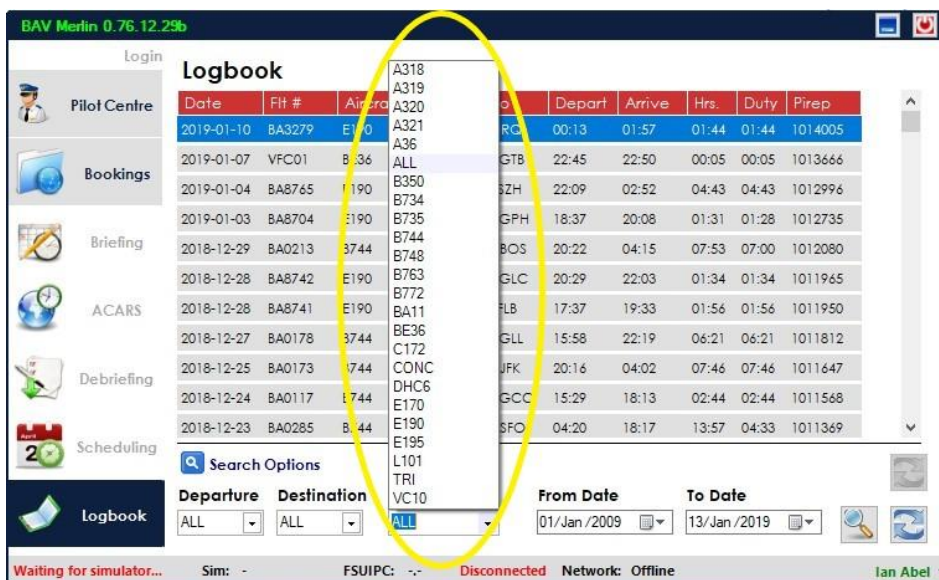 BAV Merlin 0.76.12.29b
Login
Pilot Centre
Bookings
Briefing
ACARS
Debriefing
April
20
Scheduling
Logbook
Logbook
Date Flt # Depart Arrive Hrs. Duty Pirep
2019-01-10 BA3279 00:13 01:57 01:44 01:44 1014005
2019-01-07 VFC01 22:45 22:50 00:05 00:05 1013666
2019-01-04 BA8765 22:09 02:52 04:43 04:43 1012996
2019-01-03 BA8704 E190 18:37 20:08 01:31 01:28 1012735
2018-12-29 BA0213 20:22 04:15 07:53 07:00 1012080
2018-12-28 BA8742 E190 20:29 22:03 01:34 01:34 1011965
2018-12-28 BA8741 E190 17:37 19:33 01:56 01:56 1011950
2018-12-27 BA0178 15:58 22:19 06:21 06:21 1011812
2018-12-25 BA0173 20:16 04:02 07:46 07:46 1011647
2018-12-24 BA0117 15:29 18:13 02:44 02:44 1011568
2018-12-23 BA0285 04:20 18:17 13:57 04:33 1011369
A318
A319
A320
A321
A36
ALL
B350
B734
B735
B744
B748
B763
B772
BA11
BE36
C172
CONC
DHC6
E170
E190
E195
L101
TRI
VC10
Search Options
Departure Destination From Date To Date
ALL ALL ALL 01/Jan /2009 13/Jan /2019
Waiting for simulator... Sim: - FSUIPC: -.- Disconnected Network: Offline Ian Abel